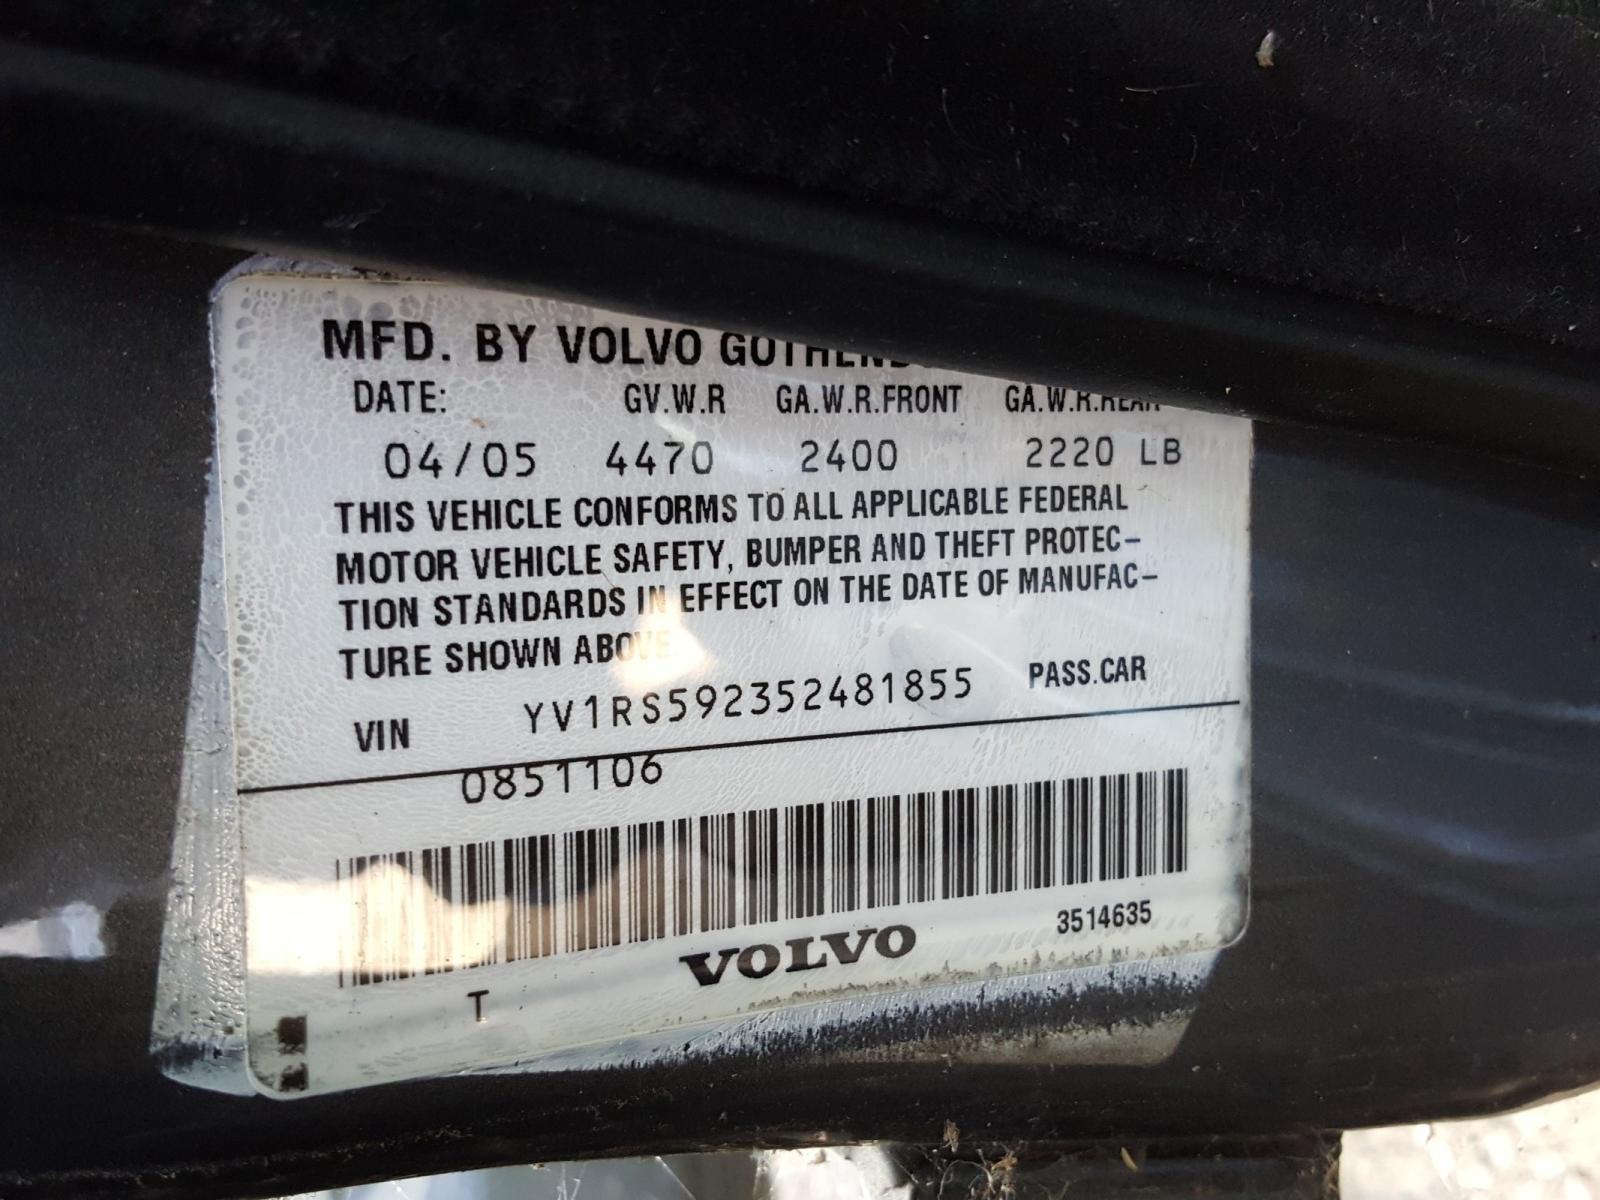 MFD. BY VOLVO
DATE: GV.W.R GA.W.R.FRONT GA.W.R.REAR
04/05 4470 2400 2220 LB
THIS VEHICLE CONFORMS TO ALL APPLICABLE FEDERAL
MOTOR VEHICLE SAFETY, BUMPER AND THEFT PROTEC-
TION STANDARDS IN EFFECT ON THE DATE OF MANUFAC-
TURE SHOWN ABOVE
VIN YV1RS592352481855 PASS.CAR
0851106
3514635
VOLVO
T